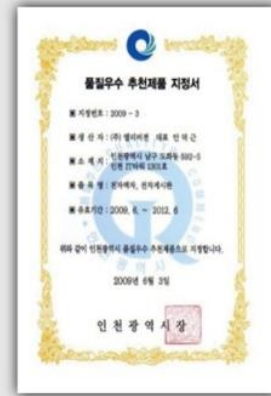 품질우수 추천제품 지정서
▣ 지정번호 : 2009 - 3
▣ 생 산 자 : (주) 엘리비젼 대표 안덕근
▣ 소 재 지 : 인천광역시 남구 도화동 592-5
인천 IT타워 1201호
▣ 품 목 명 : 전자액자, 전자게시판
▣ 유효기간 : 2009. 6. ~ 2012. 6
위와 같이 인천광역시 품질우수 추천제품으로 지정합니다.
2009년 6월 3일
인 천 광 역 시 장